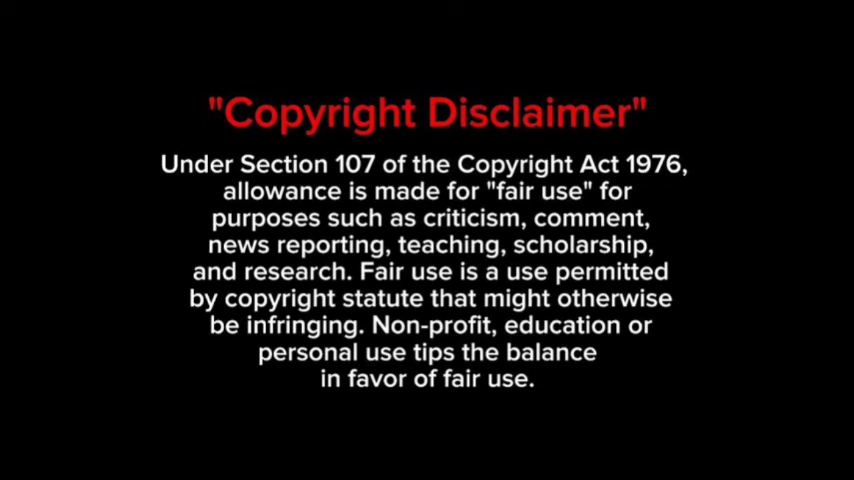 "Copyright Disclaimer"
Under Section 107 of the Copyright Act 1976,
allowance is made for "fair use" for
purposes such as criticism, comment,
news reporting, teaching, scholarship,
and research. Fair use is a use permitted
by copyright statute that might otherwise
be infringing. Non-profit, education or
personal use tips the balance
in favor of fair use.